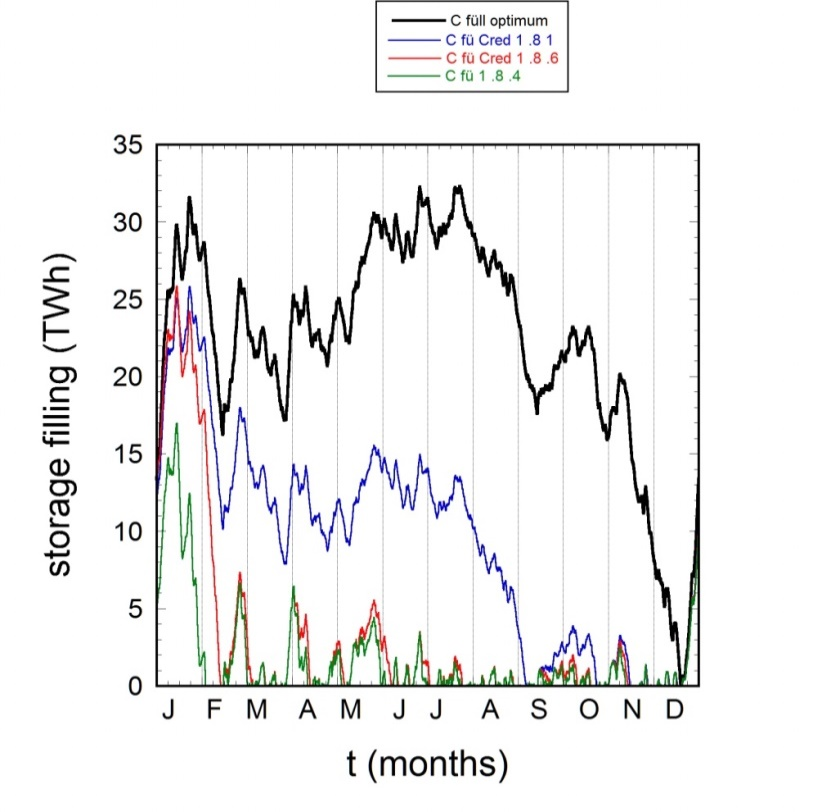 C füll optimum
C fü Cred 1 .8 1
C fü Cred 1 .8 .6
C fü 1 .8 .4
35
30
25
20
15
10
5
0
storage filling (TWh)
J F M A M J J A S O N D
t (months)